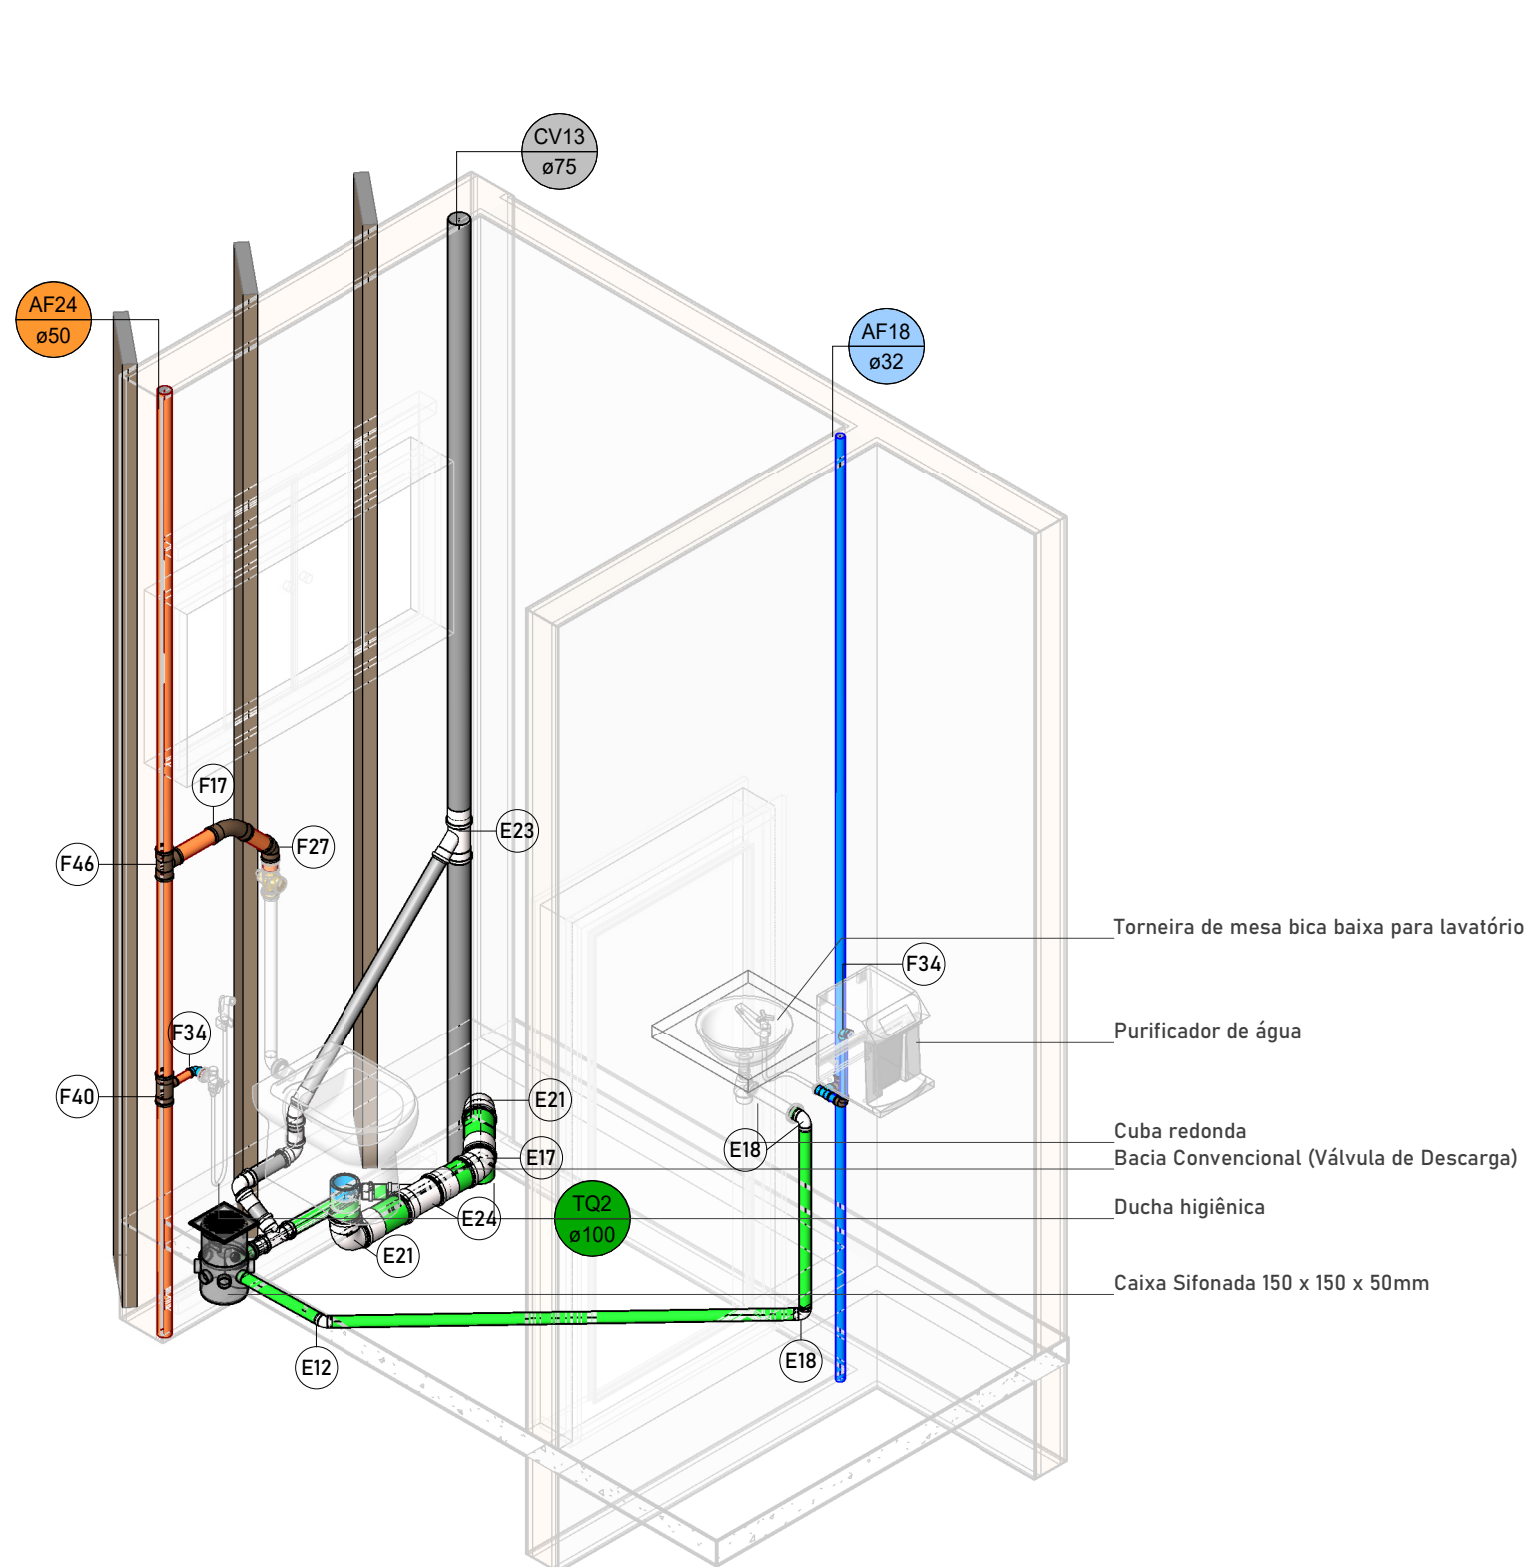 CV13
ø75
AF24
ø50
AF18
ø32
F17
F27
F46
E23
Torneira de mesa bica baixa para lavatório
F34
F34
Purificador de água
F40
E21
Cuba redonda
E18
E17
Bacia Convencional (Válvula de Descarga)
TQ2
ø100
E24
Ducha higiênica
E21
Caixa Sifonada 150 x 150 x 50mm
E12
E18